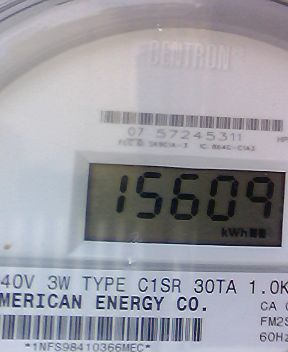 CENTRON®
07 57245311
15609
kWh
40V 3W TYPE C1SR 30TA 1.0K
MERICAN ENERGY CO.
CA
FM2S
60Hz
*1NFS98410366MEC*